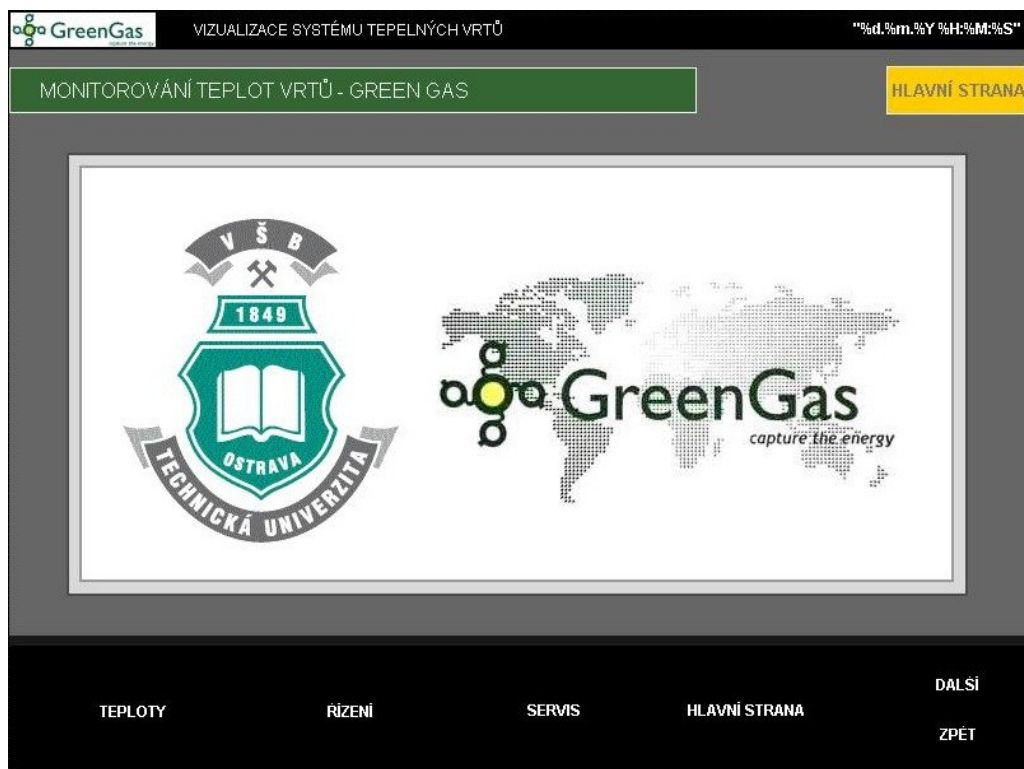 GreenGas
capture the energy
VIZUALIZACE SYSTÉMU TEPELNÝCH VRTŮ
"%d.%m.%Y %H:%M:%S"
MONITOROVÁNÍ TEPLOT VRTŮ - GREEN GAS
HLAVNÍ STRANA
VŠB
1849
OSTRAVA
TECHNICKÁ UNIVERZITA
GreenGas
capture the energy
TEPLOTY
ŘÍZENÍ
SERVIS
HLAVNÍ STRANA
DALŠÍ
ZPĚT